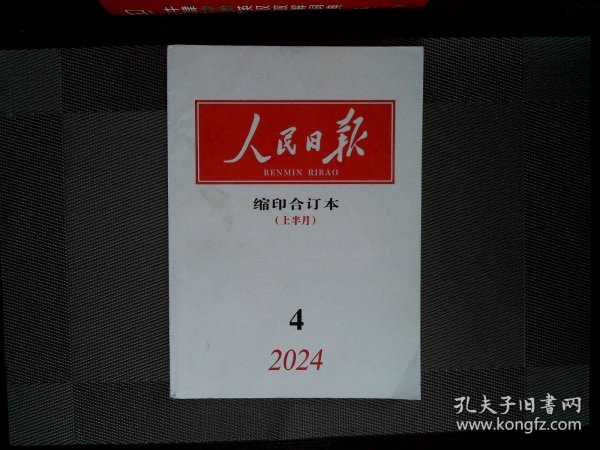 人民日报
RENMIN RIBAO
缩印合订本
(上半月)
4
2024
孔夫子旧书网
www.kongfz.com